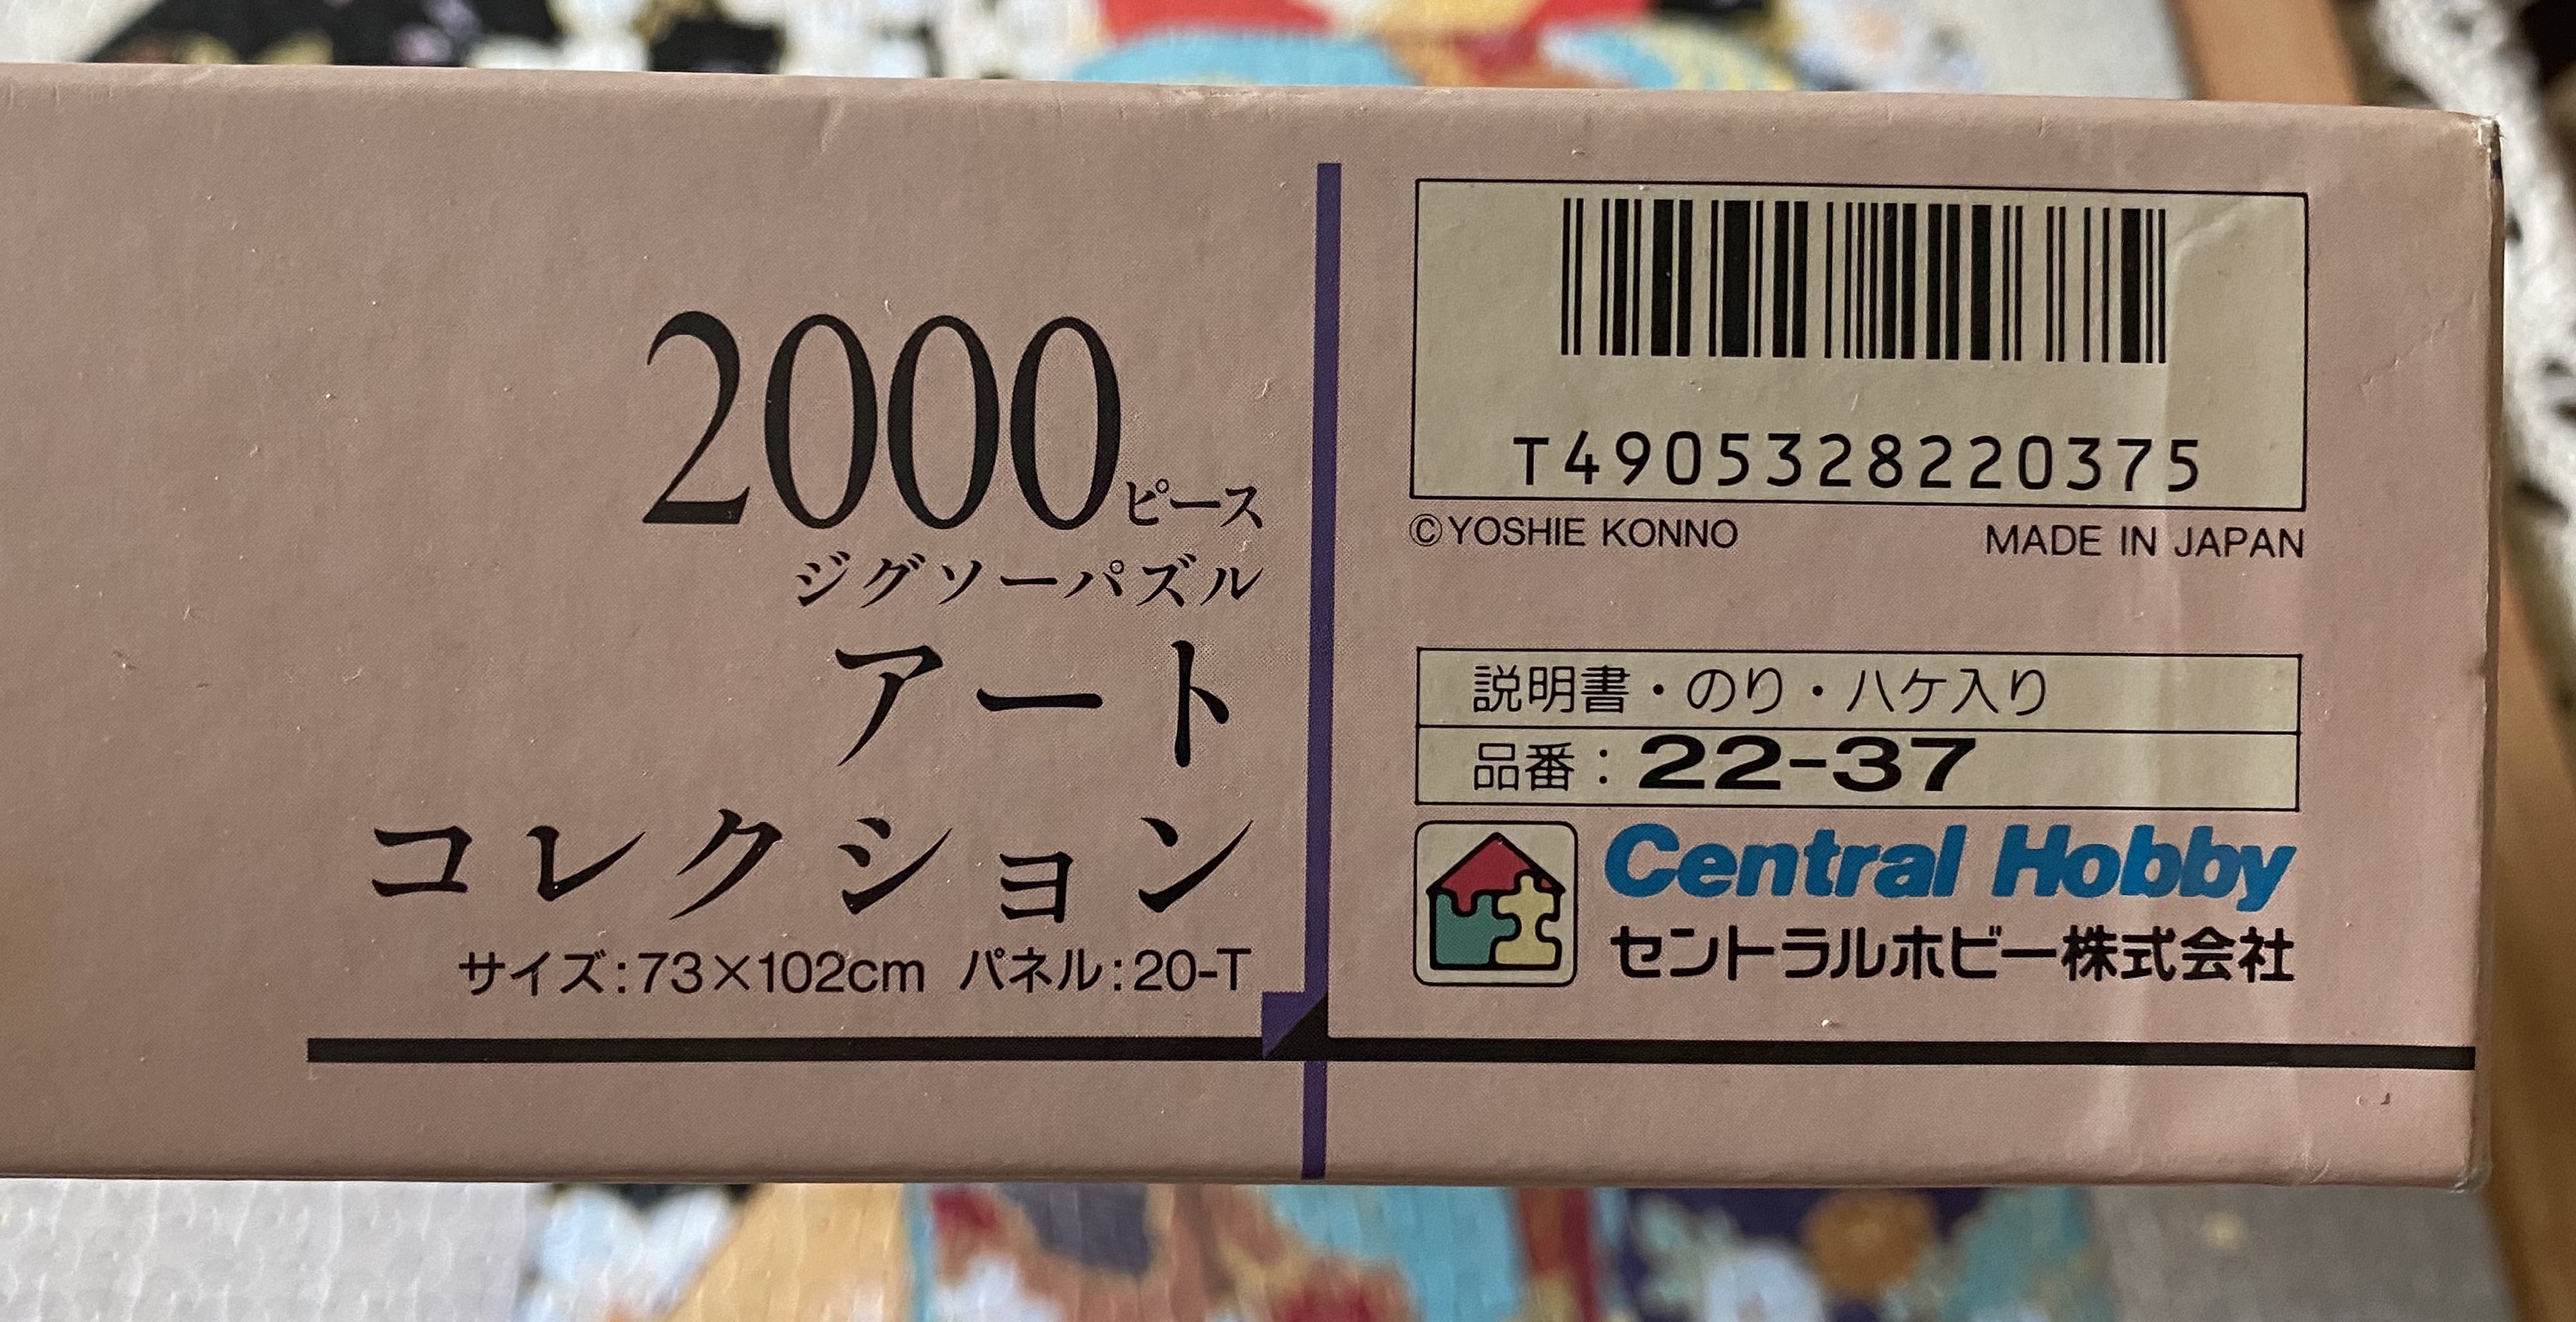 2000ピース
ジグソーパズル
アート
コレクション
サイズ:73×102cm パネル:20-T
T4905328220375
©YOSHIE KONNO MADE IN JAPAN
説明書・のり・ハケ入り
品番：22-37
Central Hobby
セントラルホビー株式会社